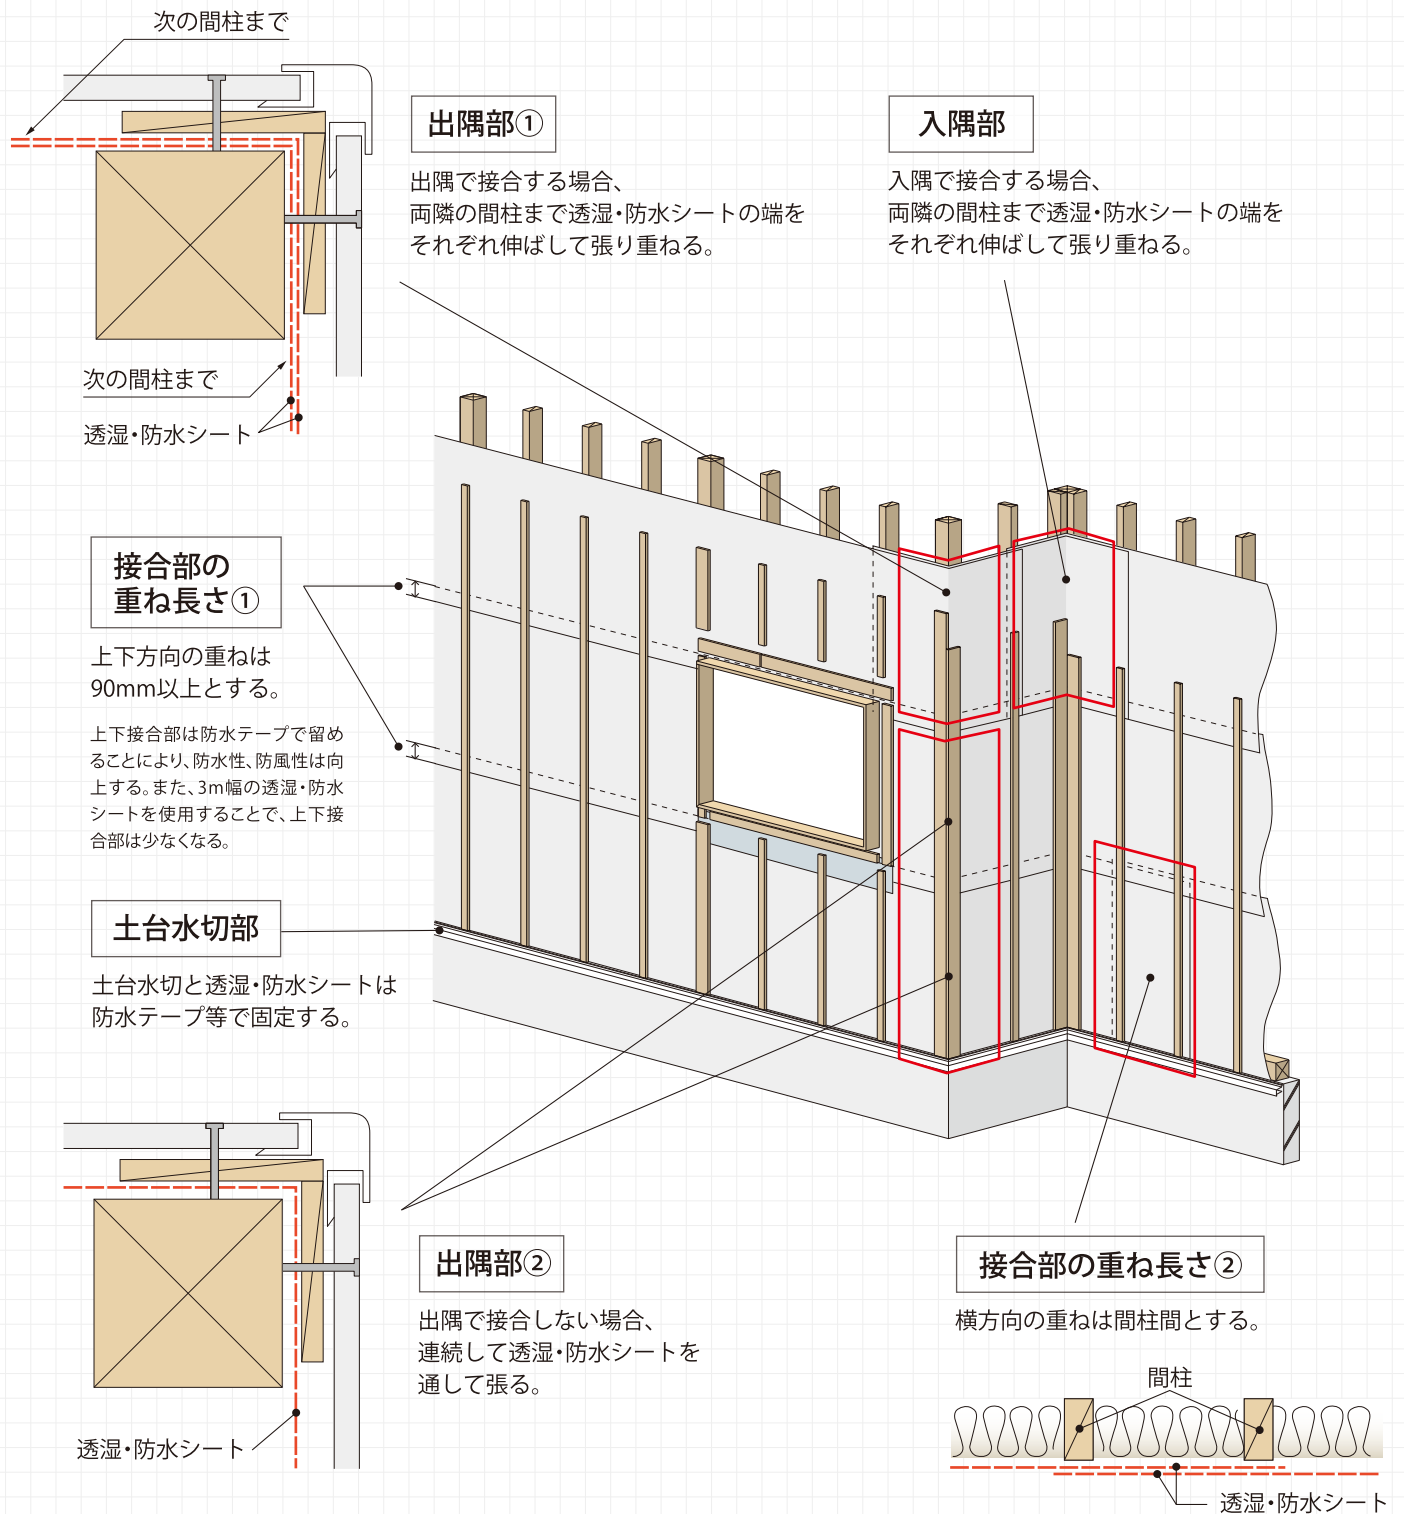 次の間柱まで
次の間柱まで
透湿・防水シート
出隅部①
出隅で接合する場合、
両隣の間柱まで透湿・防水シートの端を
それぞれ伸ばして張り重ねる。
入隅部
入隅で接合する場合、
両隣の間柱まで透湿・防水シートの端を
それぞれ伸ばして張り重ねる。
接合部の
重ね長さ①
上下方向の重ねは
90mm以上とする。
上下接合部は防水テープで留め
ることにより、防水性、防風性は向
上する。また、3m幅の透湿・防水
シートを使用することで、上下接
合部は少なくなる。
土台水切部
土台水切と透湿・防水シートは
防水テープ等で固定する。
透湿・防水シート
出隅部②
出隅で接合しない場合、
連続して透湿・防水シートを
通して張る。
接合部の重ね長さ②
横方向の重ねは間柱間とする。
間柱
透湿・防水シート